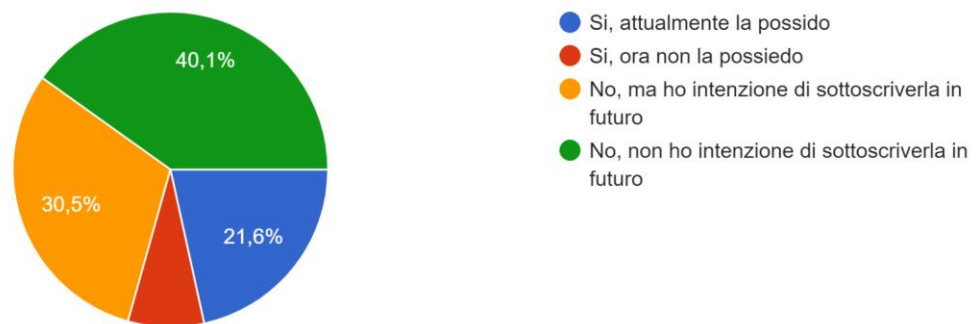 40,1%
30,5%
21,6%
Si, attualmente la possido
Si, ora non la possiedo
No, ma ho intenzione di sottoscriverla in
futuro
No, non ho intenzione di sottoscriverla in
futuro